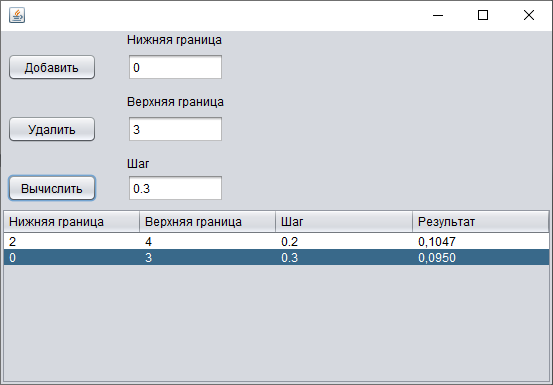 Нижняя граница
Добавить 0
Верхняя граница
Удалить 3
Шаг
Вычислить 0.3
Нижняя граница Верхняя граница Шаг Результат
2 4 0.2 0,1047
0 3 0.3 0,0950